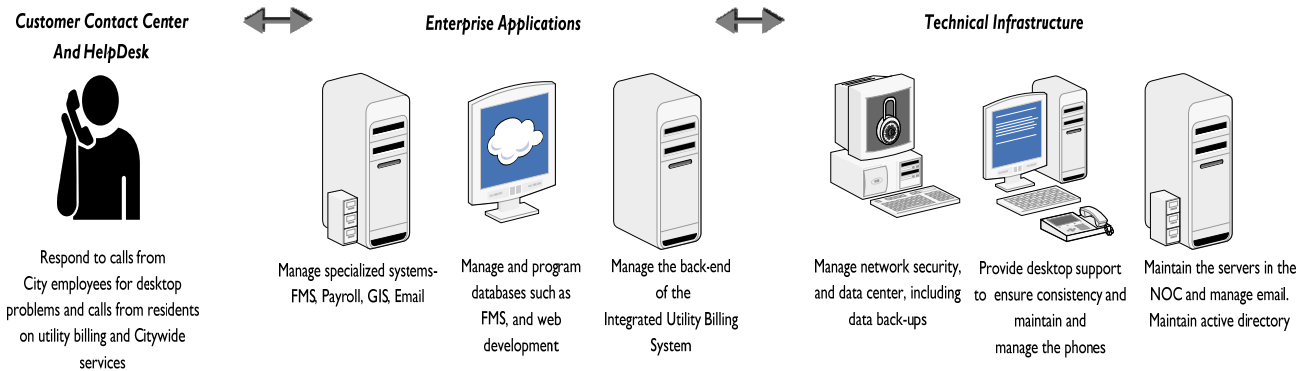 Customer Contact Center
And HelpDesk
Enterprise Applications
Technical Infrastructure
Respond to calls from
City employees for desktop
problems and calls from residents
on utility billing and Citywide
services
Manage specialized systems-
FMS, Payroll, GIS, Email
Manage and program
databases such as
FMS, and web
development
Manage the back-end
of the
Integrated Utility Billing
System
Manage network security,
and data center, including
data back-ups
Provide desktop support
to ensure consistency and
maintain and
manage the phones
Maintain the servers in the
NOC and manage email.
Maintain active directory